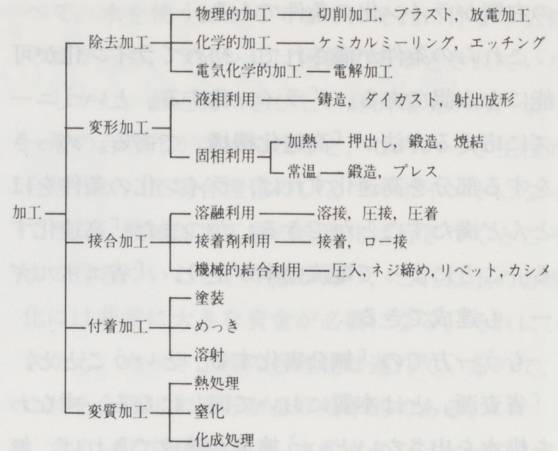 物理的加工 切削加工, ブラスト, 放電加工
除去加工 化学的加工 ケミカルミーリング, エッチング
電気化学的加工 電解加工
液相利用 鋳造, ダイカスト, 射出成形
変形加工 加熱 押出し, 鍛造, 焼結
固相利用
常温 鍛造, プレス
加工 溶融利用 溶接, 圧接, 圧着
接合加工 接着剤利用 接着, ロー接
機械的結合利用 圧入, ネジ締め, リベット, カシメ
塗装
付着加工 めっき
溶射
熱処理
変質加工 窒化
化成処理